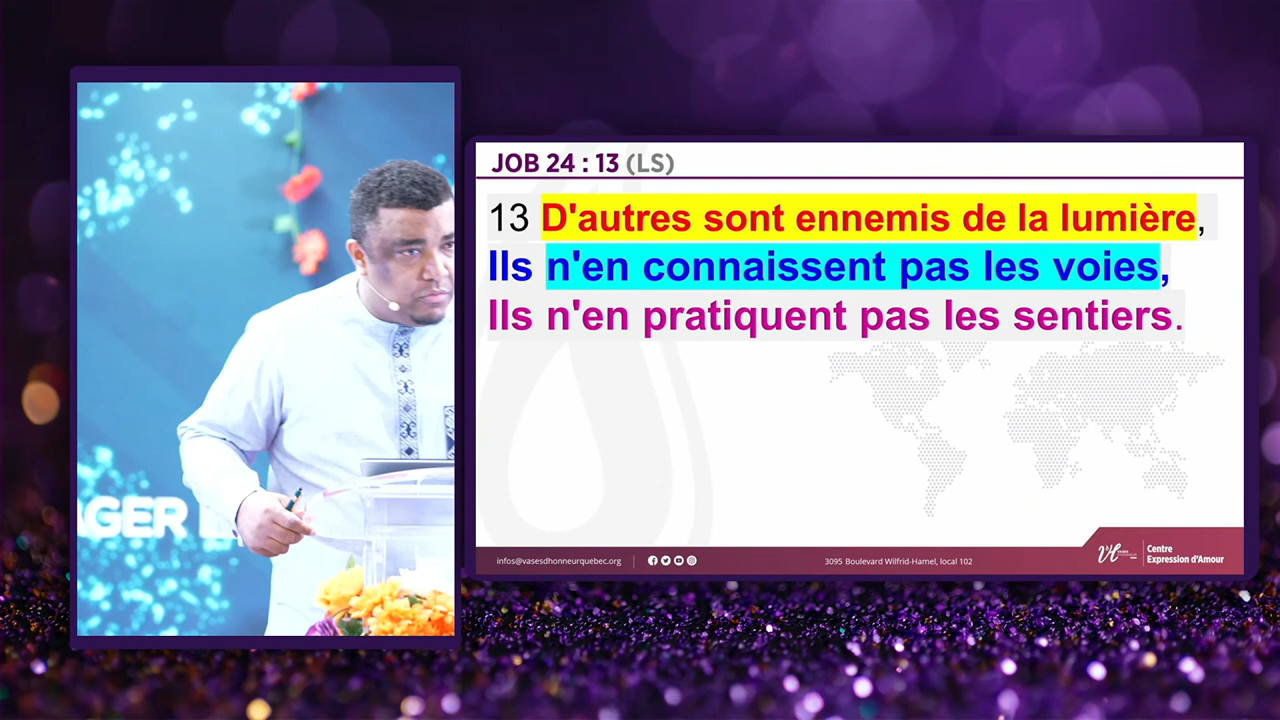 JOB 24 : 13 (LS)
13 D'autres sont ennemis de la lumière,
Ils n'en connaissent pas les voies,
Ils n'en pratiquent pas les sentiers.
AGER
infos@vasesdhonneurquebec.org
3095 Boulevard Wilfrid-Hamel, local 102
Centre
Expression d'Amour